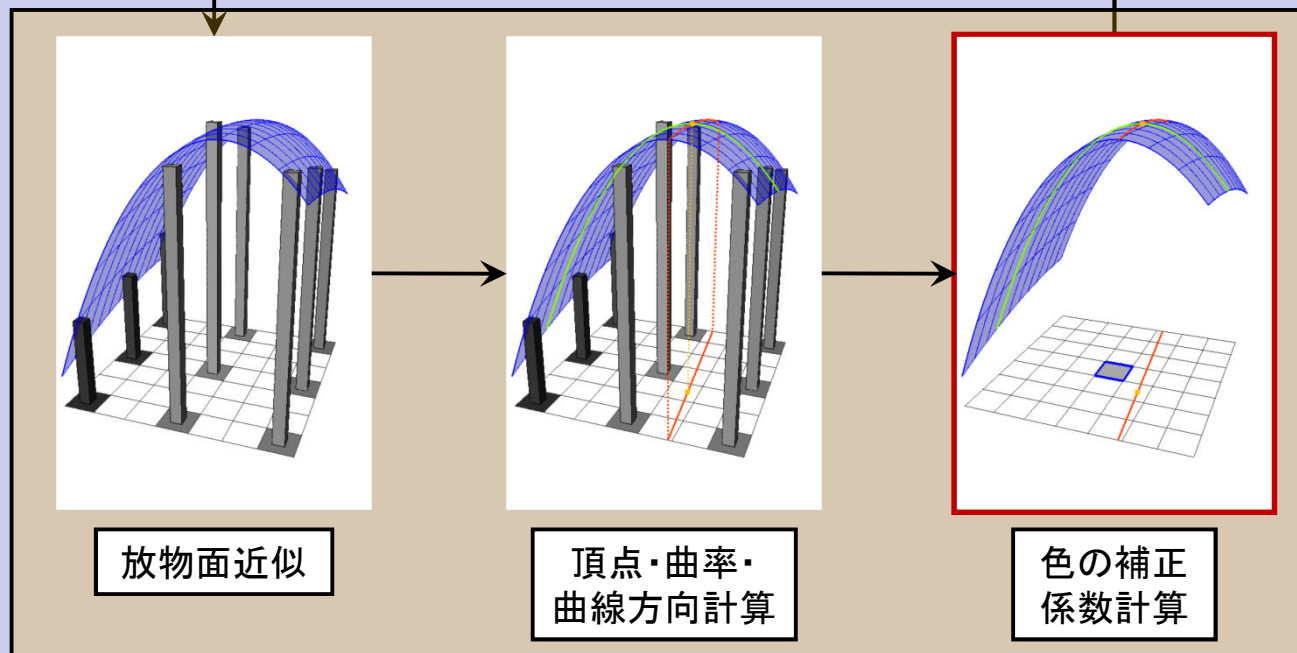 放物面近似
頂点・曲率・
曲線方向計算
色の補正
係数計算